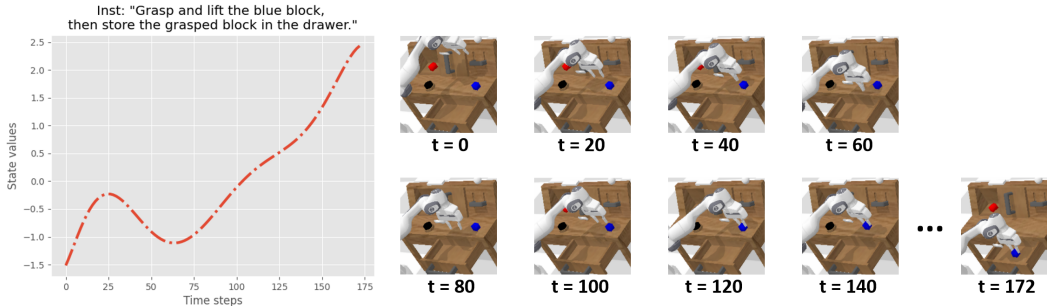 Inst: "Grasp and lift the blue block,
then store the grasped block in the drawer."
State values
2.5
2.0
1.5
1.0
0.5
0.0
−0.5
−1.0
−1.5
0 25 50 75 100 125 150 175
Time steps
t = 0 t = 20 t = 40 t = 60
t = 80 t = 100 t = 120 t = 140 ••• t = 172